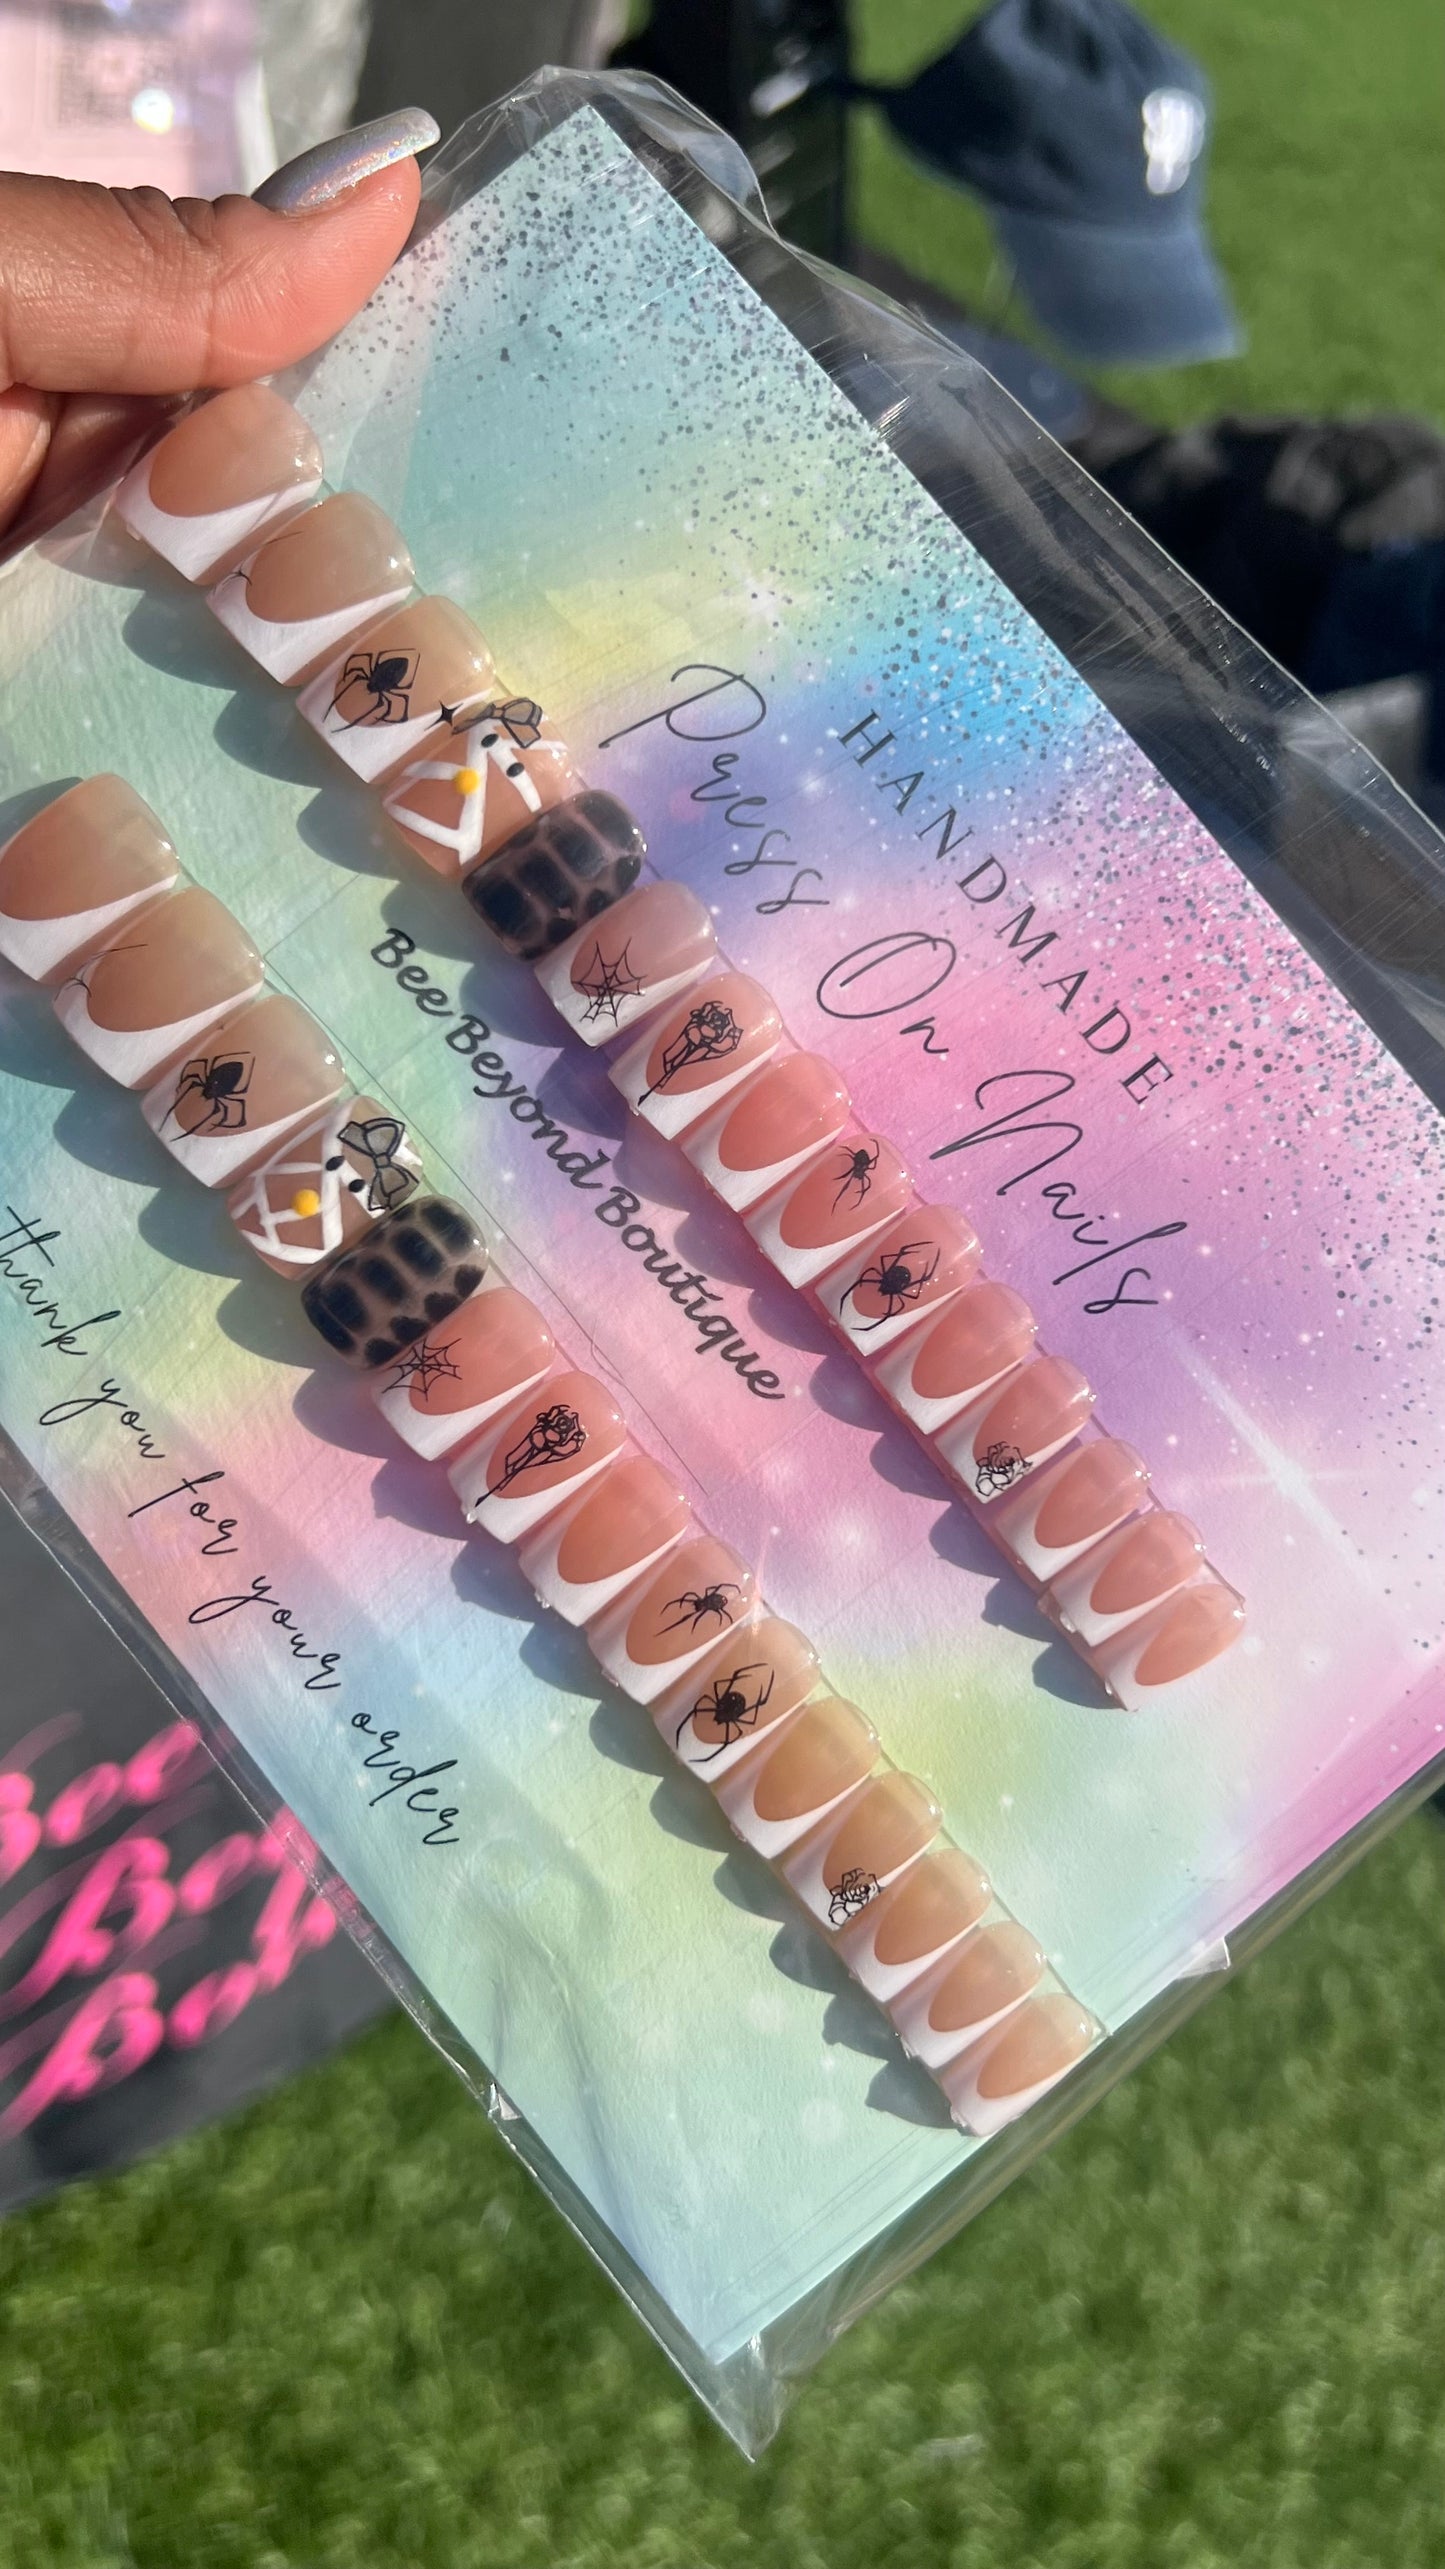 HANDMADE
Press On Nails
Bee Beyond Boutique
thank you for your order